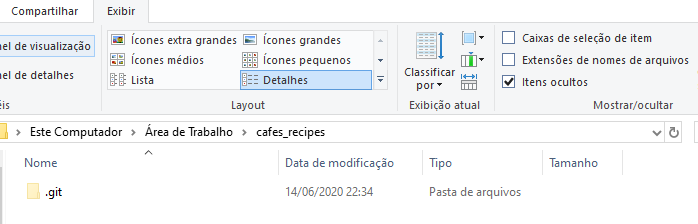 Compartilhar Exibir
nel de visualização
nel de detalhes
éis
Ícones extra grandes Ícones grandes
Ícones médios Ícones pequenos
Lista Detalhes
Layout
Classificar
por
Exibição atual
Caixas de seleção de item
Extensões de nomes de arquivos
Itens ocultos
Mostrar/ocultar
Este Computador Área de Trabalho cafes_recipes
Nome Data de modificação Tipo Tamanho
.git 14/06/2020 22:34 Pasta de arquivos